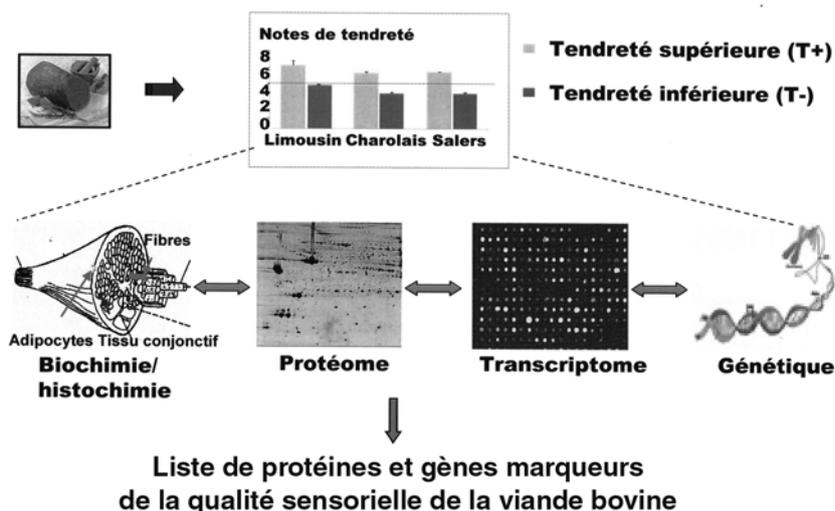 Notes de tendreté
8
6
4
2
0
Limousin Charolais Salers
Tendreté supérieure (T+)
Tendreté inférieure (T-)
Fibres
Adipocytes Tissu conjonctif
Biochimie/
histochimie
Protéome
Transcriptome
Génétique
Liste de protéines et gènes marqueurs
de la qualité sensorielle de la viande bovine